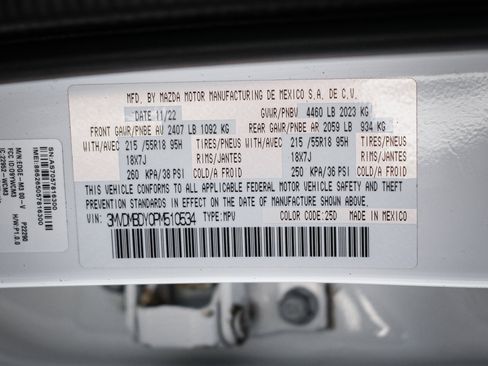 MFD. BY MAZDA MOTOR MANUFACTURING DE MEXICO S.A. DE C.V.
DATE 11/22 GVWR/PNBV 4460 LB 2023 KG
FRONT GAWR/PNBE AV 2407 LB 1092 KG REAR GAWR/PNBE AR 2059 LB 934 KG
WITH/AVEC 215 /55R18 95H TIRES/PNEUS WITH/AVEC 215 /55R18 95H TIRES/PNEUS
18X7J RIMS/JANTES 18X7J RIMS/JANTES
260 KPA/38 PSI COLD/A FROID 250 KPA/36 PSI COLD/A FROID
THIS VEHICLE CONFORMS TO ALL APPLICABLE FEDERAL MOTOR VEHICLE SAFETY AND THEFT
PREVENTION STANDARDS IN EFFECT ON THE DATE OF MANUFACTURE SHOWN ABOVE.
VIN: 3MVDMBDY0PM510534 TYPE: MPV COLOR CODE: 25D MADE IN MEXICO